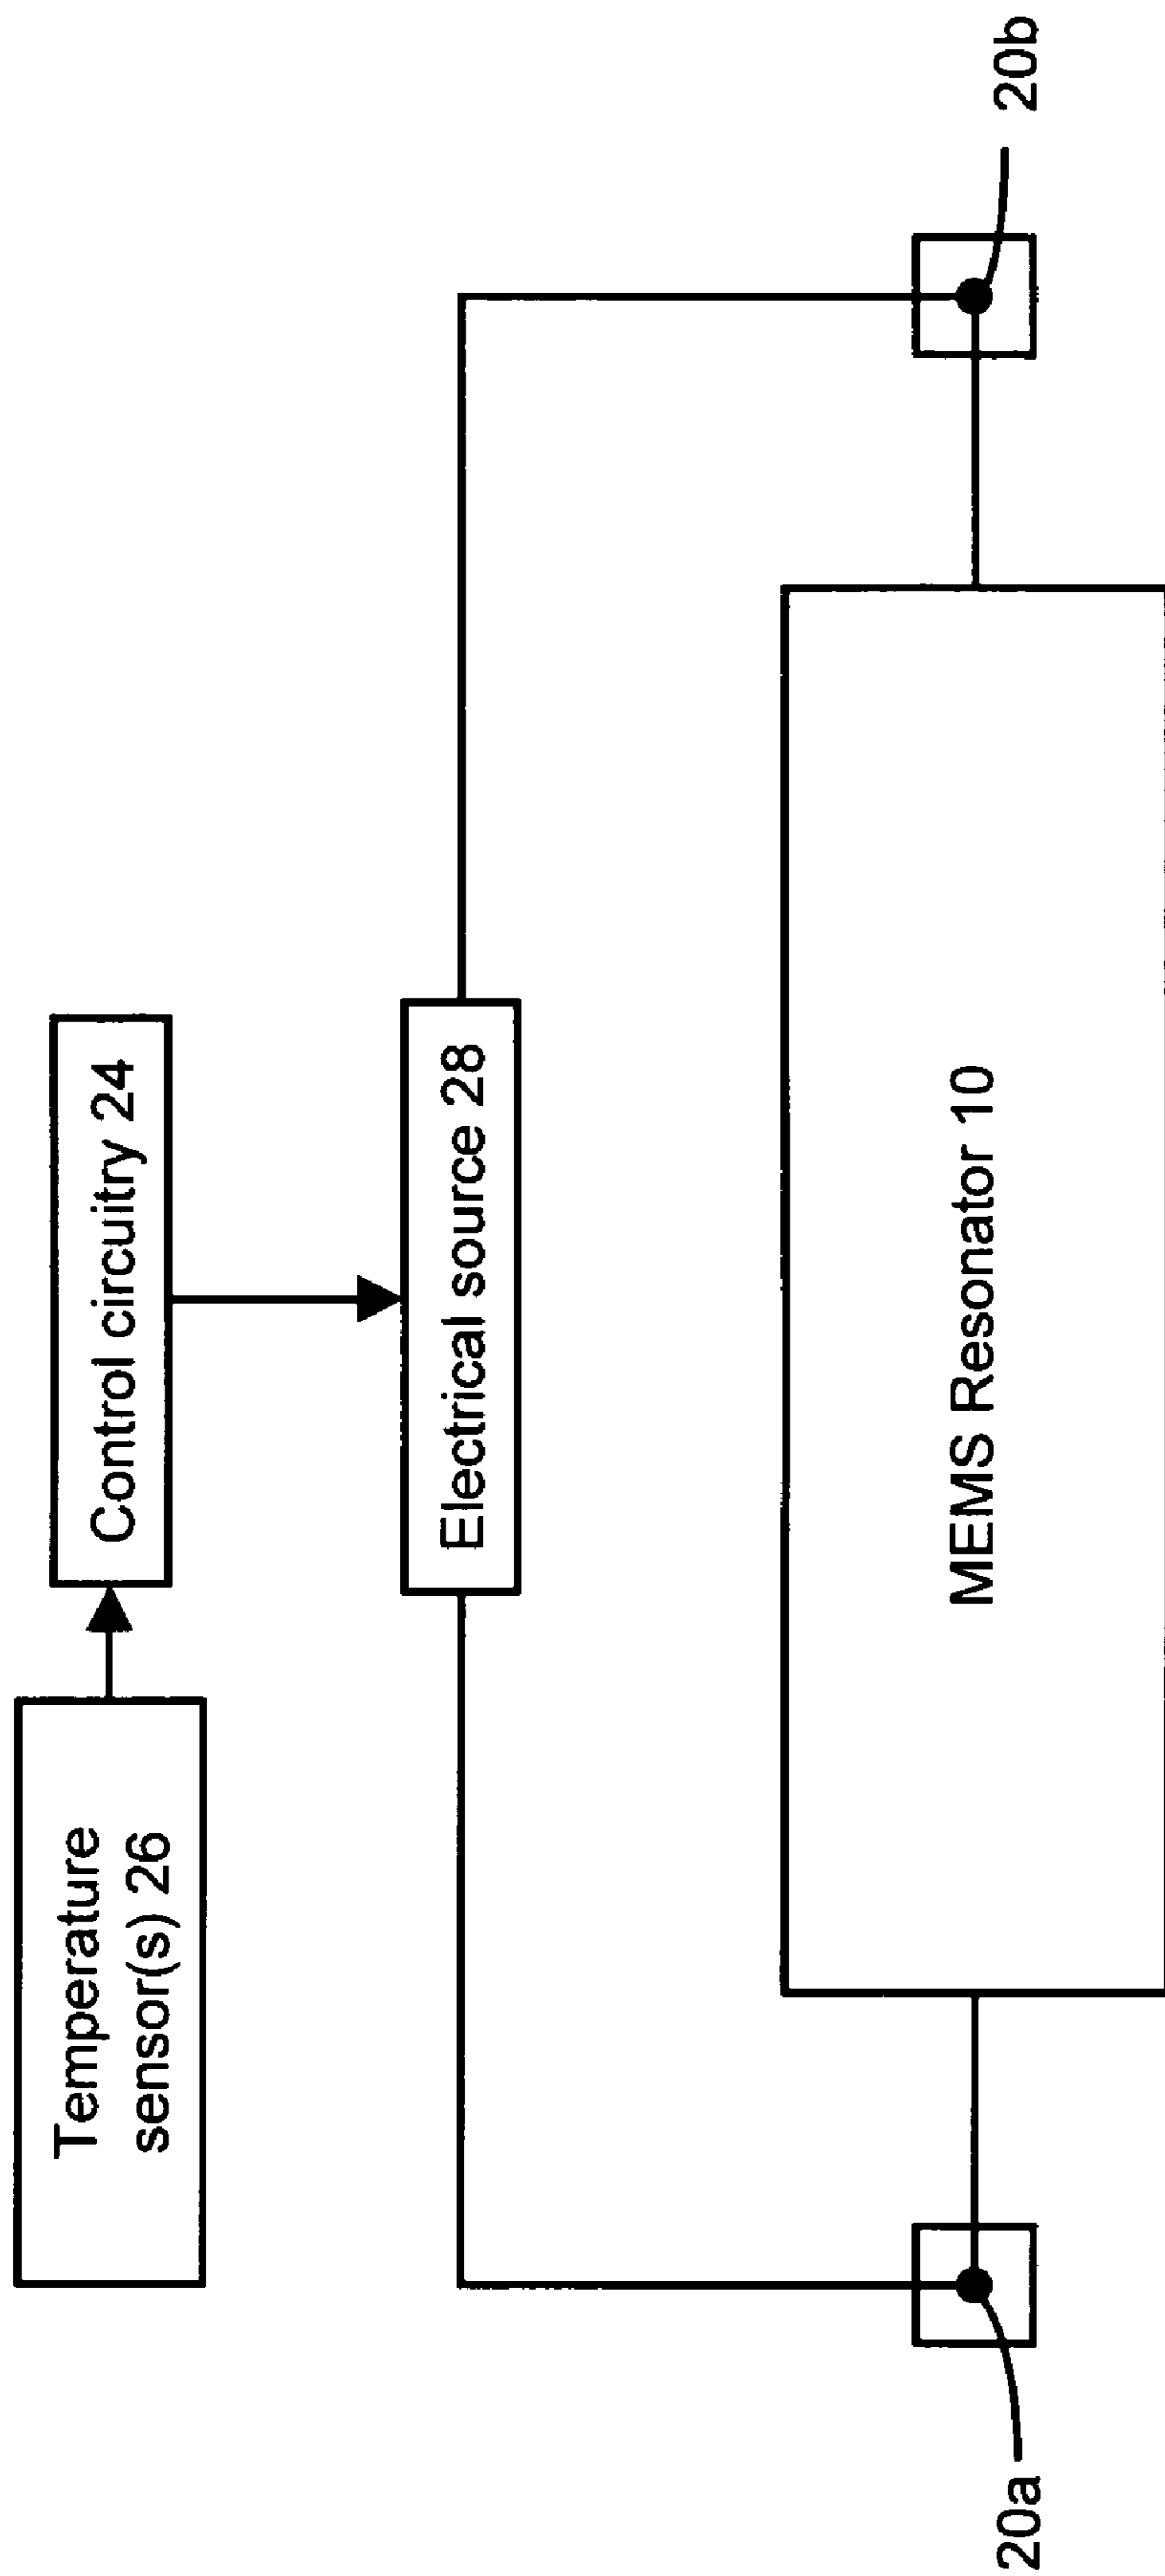 Temperature
sensor(s) 26
Control circuitry 24
Electrical source 28
MEMS Resonator 10
20a
20b